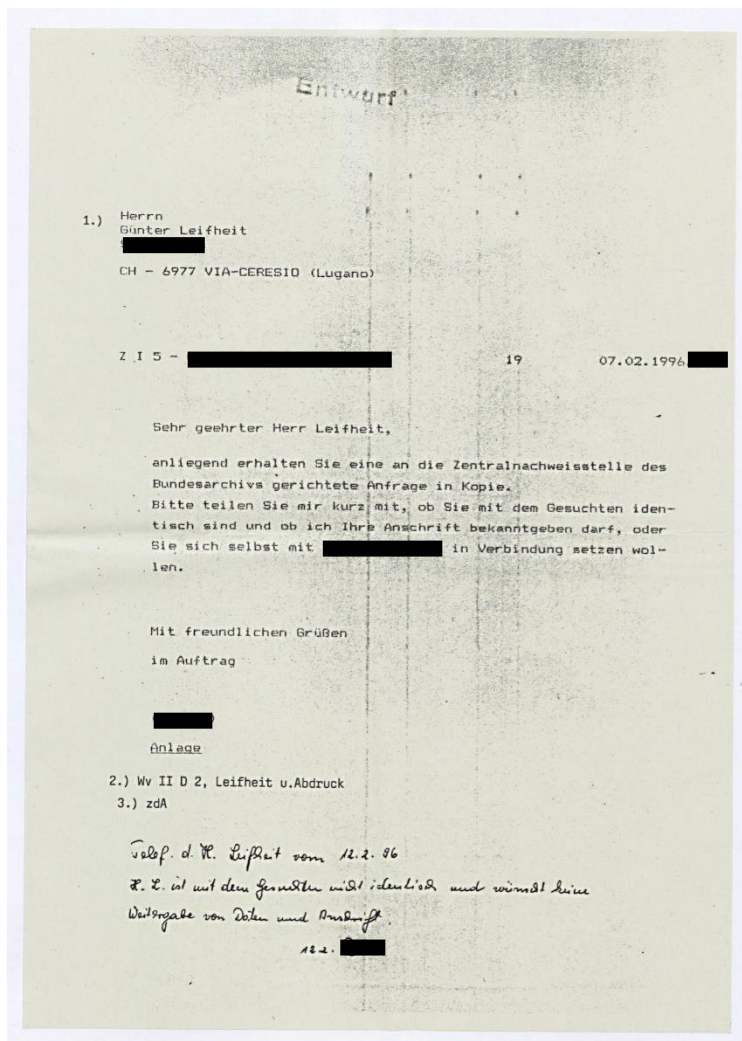 Entwurf
1.) Herrn
Günter Leifheit
CH - 6977 VIA-CERESIO (Lugano)
Z I 5 - 19 07.02.1996
Sehr geehrter Herr Leifheit,
anliegend erhalten Sie eine an die Zentralnachweisstelle des
Bundesarchivs gerichtete Anfrage in Kopie.
Bitte teilen Sie mir kurz mit, ob Sie mit dem Gesuchten iden-
tisch sind und ob ich Ihre Anschrift bekanntgeben darf, oder
Sie sich selbst mit in Verbindung setzen wol-
len.
Mit freundlichen Grüßen
im Auftrag
Anlage
2.) Wv II D 2, Leifheit u.Abdruck
3.) zdA
Telef. d. H. Leifheit vom 12.2.96
H. L. ist mit dem Gesuchten nicht identisch und wünscht keine
Weitergabe von Daten und Anschrift.
12.2.